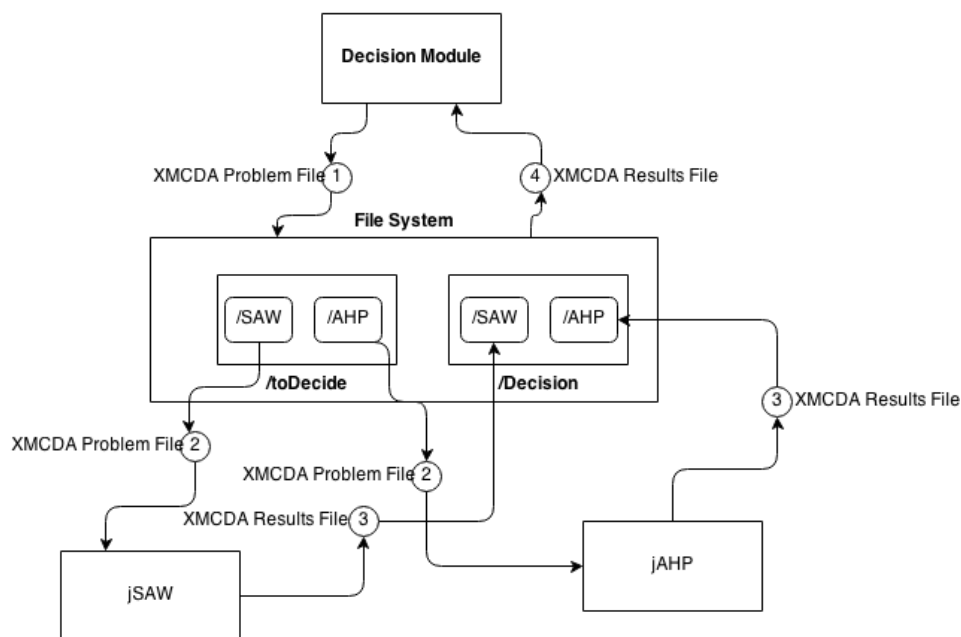 Decision Module
XMCDA Problem File 1
4 XMCDA Results File
File System
/SAW
/AHP
/SAW
/AHP
/toDecide
/Decision
3 XMCDA Results File
XMCDA Problem File 2
XMCDA Problem File 2
XMCDA Results File 3
jSAW
jAHP